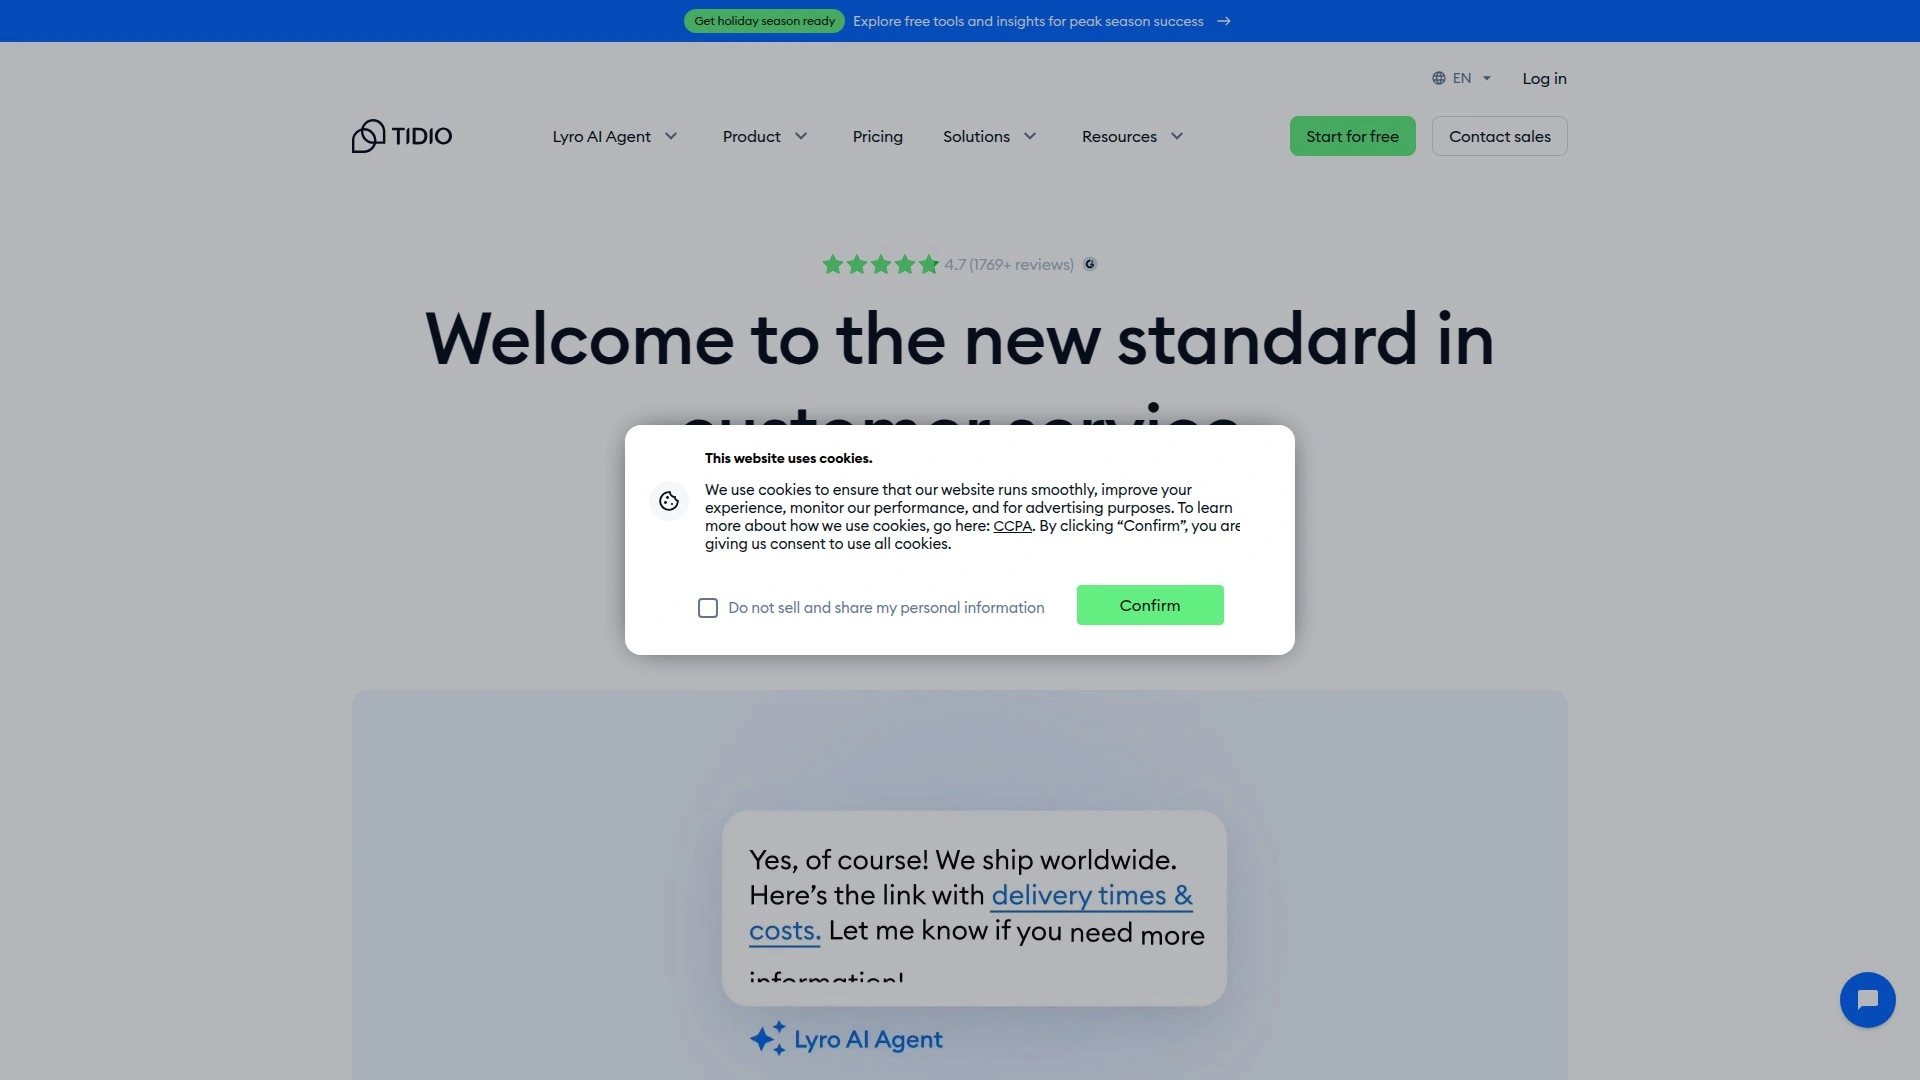 Get holiday season ready Explore free tools and insights for peak season success
EN Log in
TIDIO Lyro AI Agent Product Pricing Solutions Resources Start for free Contact sales
4.7 (1769+ reviews)
Welcome to the new standard in
customer service
This website uses cookies.
We use cookies to ensure that our website runs smoothly, improve your
experience, monitor our performance, and for advertising purposes. To learn
more about how we use cookies, go here: CCPA. By clicking “Confirm”, you are
giving us consent to use all cookies.
Do not sell and share my personal information Confirm
Yes, of course! We ship worldwide.
Here’s the link with delivery times &
costs. Let me know if you need more
information!
Lyro AI Agent